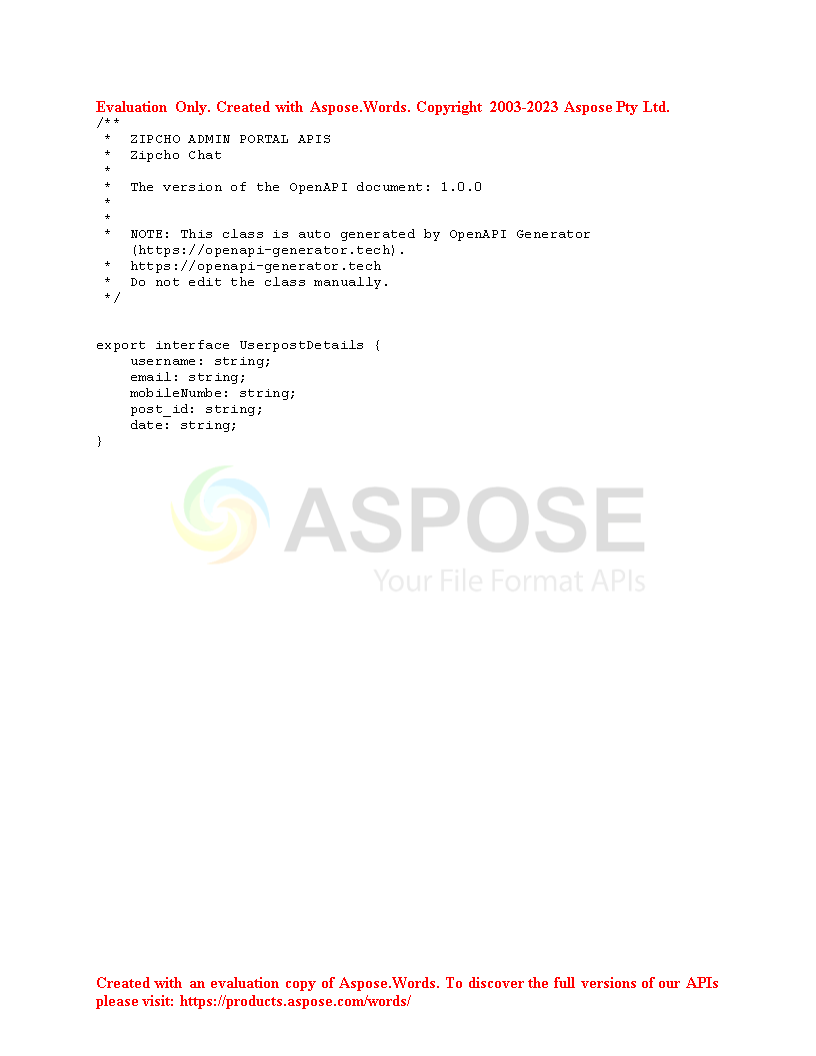 Evaluation Only. Created with Aspose.Words. Copyright 2003-2023 Aspose Pty Ltd.
/**
 *  ZIPCHO ADMIN PORTAL APIS
 *  Zipcho Chat
 *
 *  The version of the OpenAPI document: 1.0.0
 *
 *
 *  NOTE: This class is auto generated by OpenAPI Generator
    (https://openapi-generator.tech).
 *  https://openapi-generator.tech
 *  Do not edit the class manually.
 */
export interface UserpostDetails {
    username: string;
    email: string;
    mobileNumbe: string;
    post_id: string;
    date: string;
}
ASPOSE
Your File Format APIs
Created with an evaluation copy of Aspose.Words. To discover the full versions of our APIs
please visit: https://products.aspose.com/words/